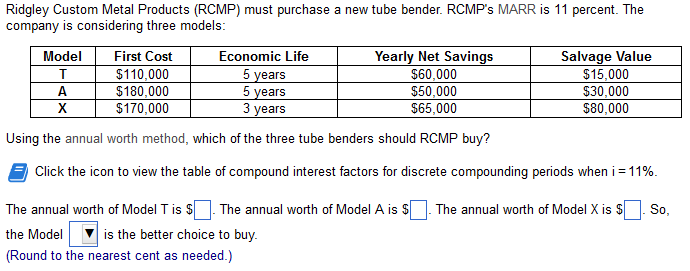 Ridgley Custom Metal Products (RCMP) must purchase a new tube bender. RCMP's MARR is 11 percent. The
company is considering three models:
Model First Cost Economic Life Yearly Net Savings Salvage Value
T $110,000 5 years $60,000 $15,000
A $180,000 5 years $50,000 $30,000
X $170,000 3 years $65,000 $80,000
Using the annual worth method, which of the three tube benders should RCMP buy?
Click the icon to view the table of compound interest factors for discrete compounding periods when i = 11%.
The annual worth of Model T is $ . The annual worth of Model A is $ . The annual worth of Model X is $ . So,
the Model ▼ is the better choice to buy.
(Round to the nearest cent as needed.)